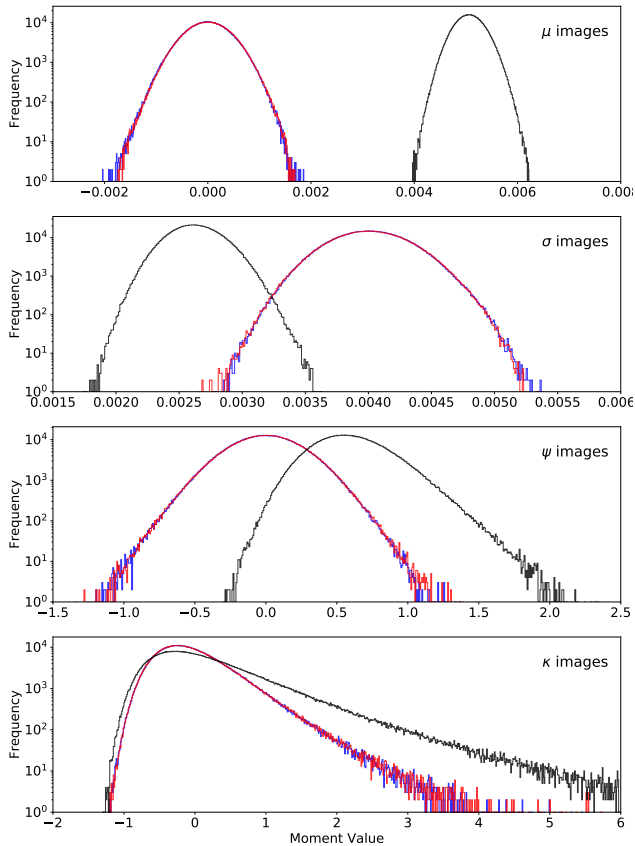 10⁴
10³
10²
10¹
10⁰
Frequency
μ images
−0.002 0.000 0.002 0.004 0.006 0.008
10⁴
10³
10²
10¹
10⁰
Frequency
σ images
0.0015 0.0020 0.0025 0.0030 0.0035 0.0040 0.0045 0.0050 0.0055 0.006
10⁴
10³
10²
10¹
10⁰
Frequency
ψ images
−1.5 −1.0 −0.5 0.0 0.5 1.0 1.5 2.0 2.5
10⁴
10³
10²
10¹
10⁰
Frequency
κ images
−2 −1 0 1 2 3 4 5 6
Moment Value